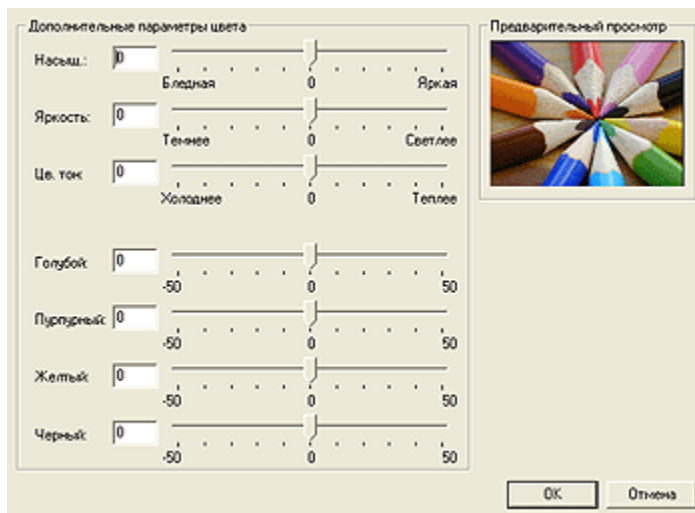 Дополнительные параметры цвета
Насыщ.: 0
Бледная 0 Яркая
Яркость: 0
Темнее 0 Светлее
Цв. тон: 0
Холоднее 0 Теплее
Голубой: 0
-50 0 50
Пурпурный: 0
-50 0 50
Желтый: 0
-50 0 50
Черный: 0
-50 0 50
Предварительный просмотр
OK Отмена